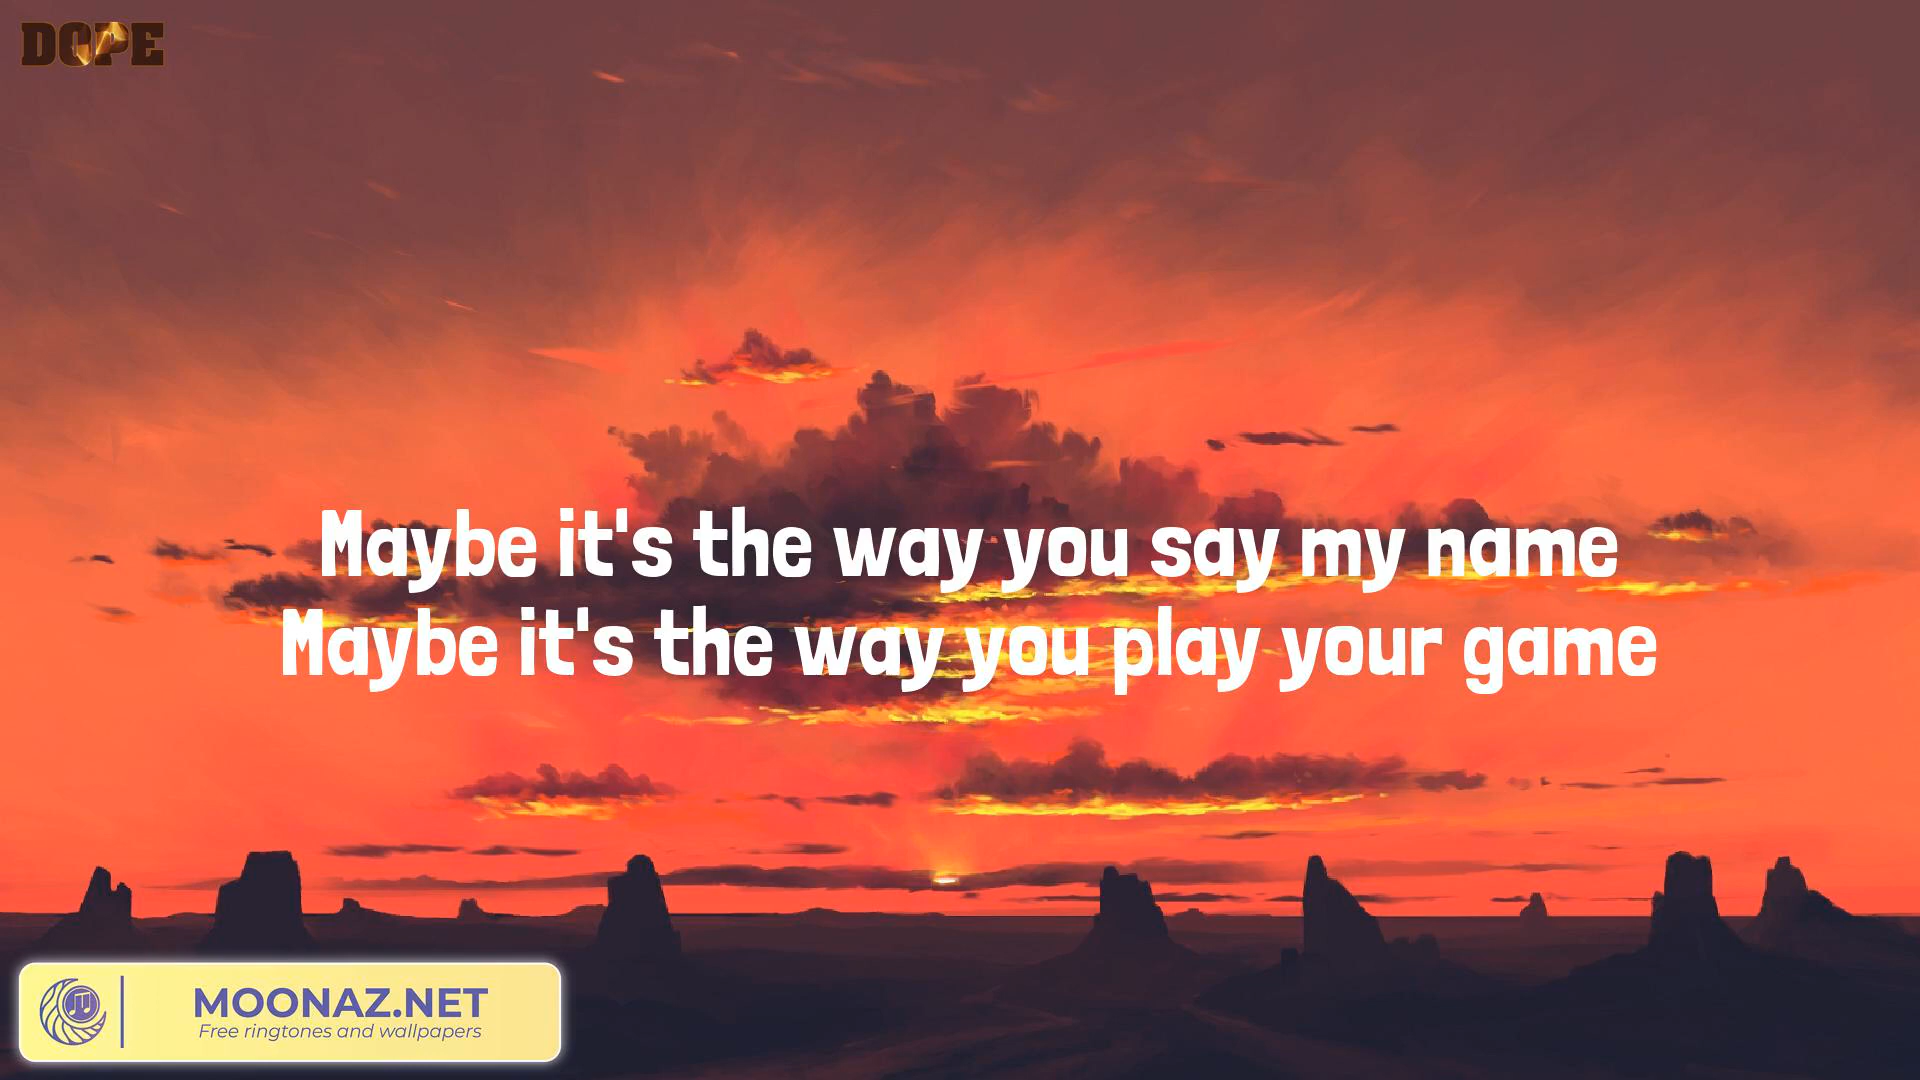 DOPE
Maybe it's the way you say my name
Maybe it's the way you play your game
MOONAZ.NET
Free ringtones and wallpapers